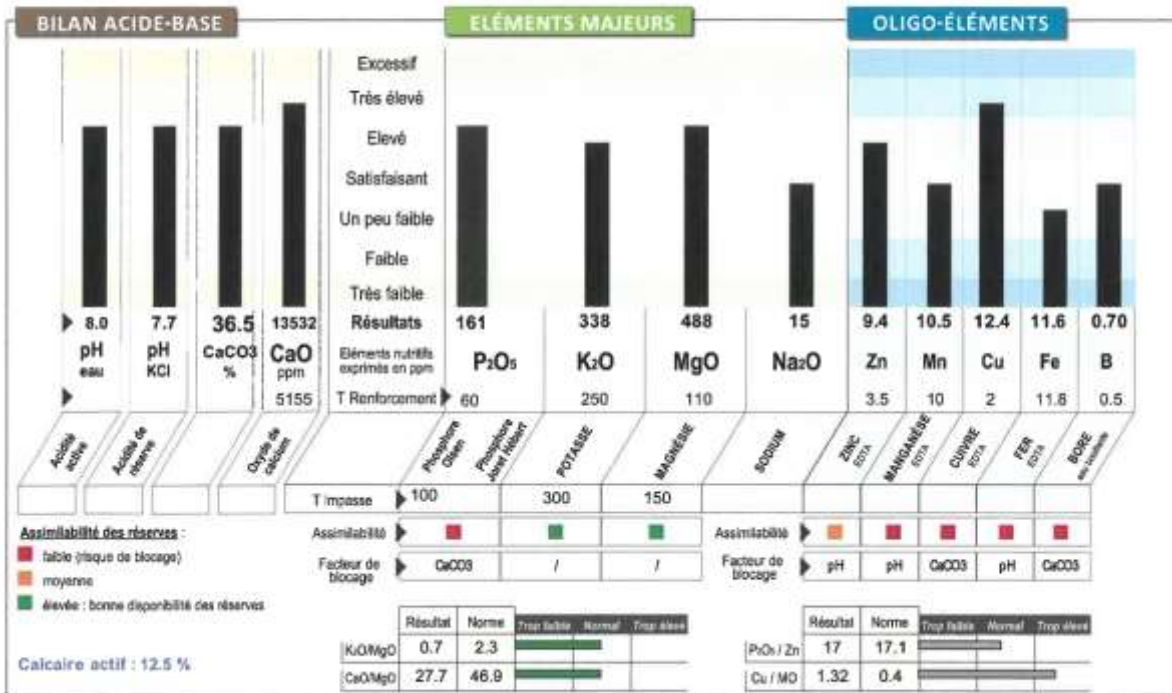 BILAN ACIDE-BASE
ELÉMENTS MAJEURS
OLIGO-ÉLÉMENTS
Excessif
Très élevé
Elevé
Satisfaisant
Un peu faible
Faible
Très faible
8.0 7.7 36.5 13532 Résultats 161 338 488 15 9.4 10.5 12.4 11.6 0.70
pH eau
pH KCl
CaCO3 %
CaO ppm
Eléments nutritifs exprimés en ppm
P2O5 K2O MgO Na2O Zn Mn Cu Fe B
5155 T Renforcement 60 250 110 3.5 10 2 11.8 0.5
Acidité active
Acidité de réserve
Oxyde de calcium
Phosphore Olsen
Phosphore Joret Hébert
POTASSE
MAGNÉSIE
SODIUM
ZINC EDTA
MANGANÈSE EDTA
CUIVRE EDTA
FER EDTA
BORE
T Impasse 100 300 150
Assimilabilité des réserves :
faible (risque de blocage)
moyenne
élevée : bonne disponibilité des réserves
Assimilabilité
Facteur de blocage CaCO3 / /
Assimilabilité
Facteur de blocage pH pH CaCO3 pH CaCO3
Calcaire actif : 12.5 %
Résultat Norme Trop faible Normal Trop élevé
K2O/MgO 0.7 2.3
CaO/MgO 27.7 46.9
Résultat Norme Trop faible Normal Trop élevé
P2O5 / Zn 17 17.1
Cu / MO 1.32 0.4